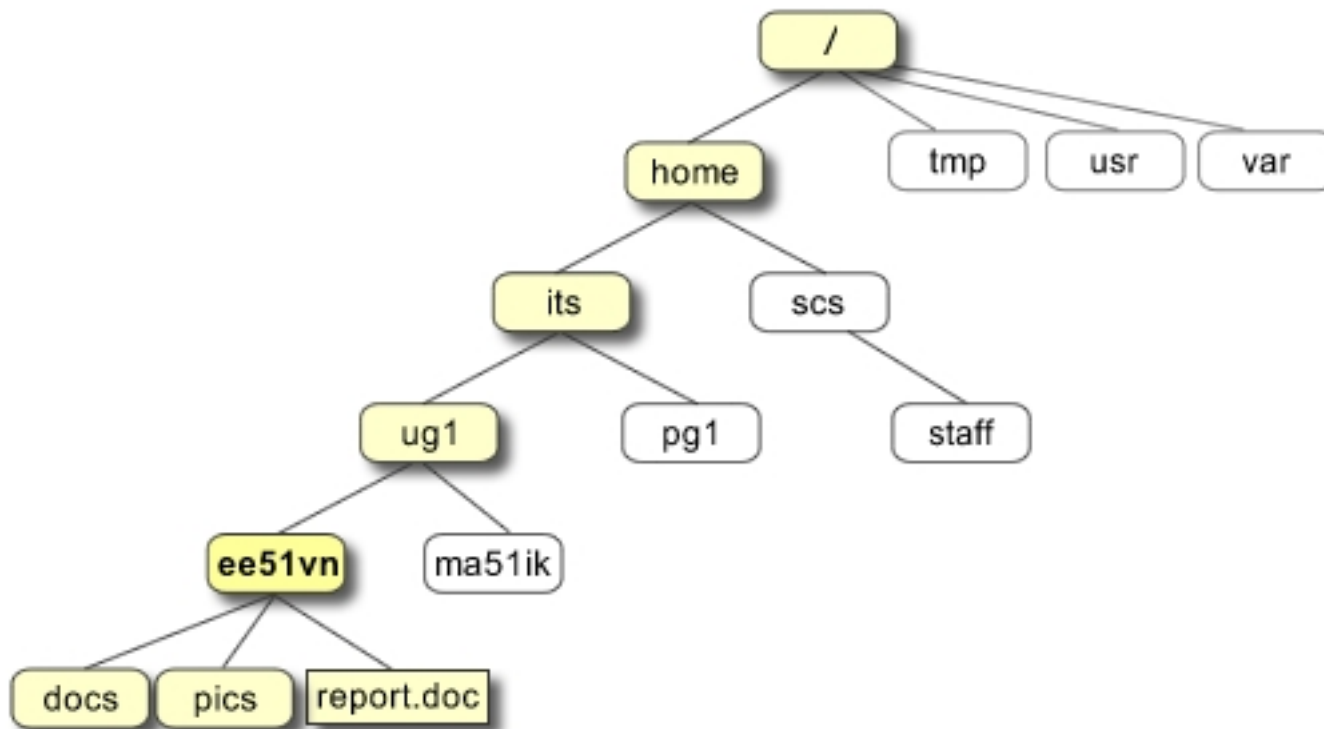 /
home
tmp
usr
var
its
scs
ug1
pg1
staff
ee51vn
ma51ik
docs
pics
report.doc